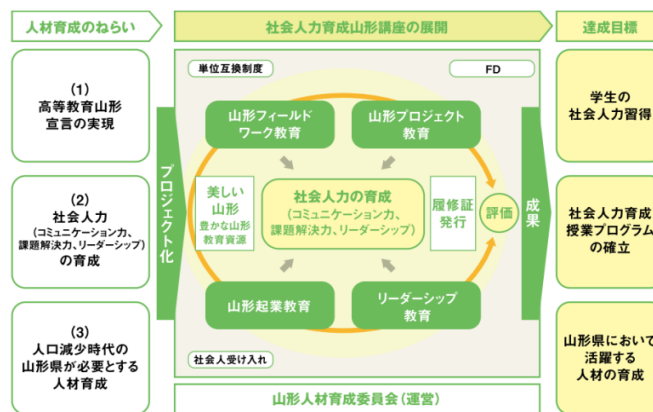 人材育成のねらい
社会人力育成山形講座の展開
達成目標
(1)
高等教育山形
宣言の実現
(2)
社会人力
(コミュニケーション力、
課題解決力、リーダーシップ)
の育成
(3)
人口減少時代の
山形県が必要とする
人材育成
プロジェクト化
単位互換制度
FD
山形フィールド
ワーク教育
山形プロジェクト
教育
美しい
山形
豊かな山形
教育資源
社会人力の育成
(コミュニケーション力、
課題解決力、リーダーシップ)
履修証
発行
評価
山形起業教育
リーダーシップ
教育
社会人受け入れ
山形人材育成委員会(運営)
成果
学生の
社会人力習得
社会人力育成
授業プログラム
の確立
山形県において
活躍する
人材の育成